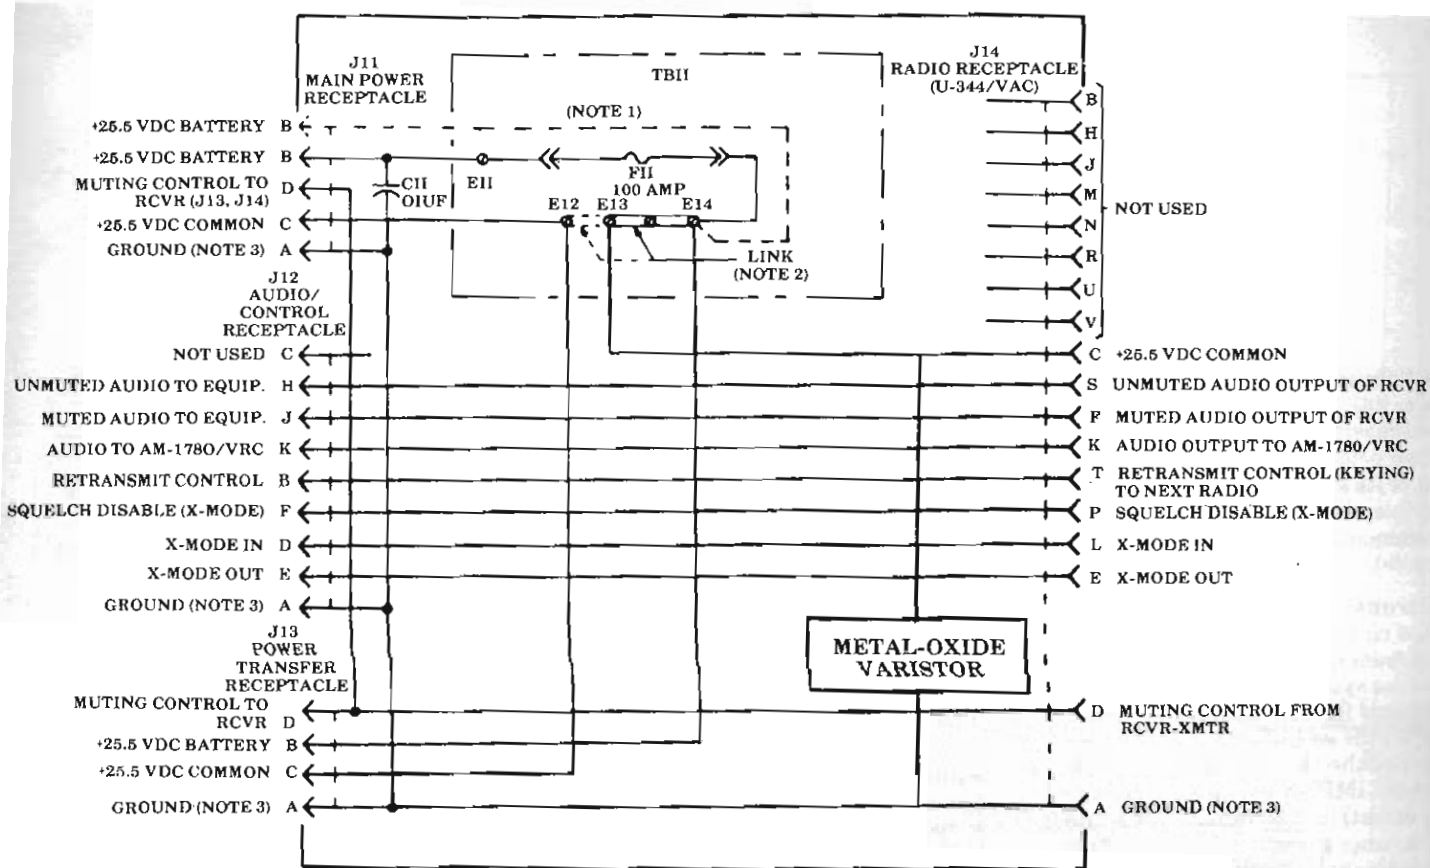 J11
MAIN POWER
RECEPTACLE
+25.5 VDC BATTERY B
+25.5 VDC BATTERY B
MUTING CONTROL TO
RCVR (J13, J14) D
+25.5 VDC COMMON C
GROUND (NOTE 3) A
TB11
(NOTE 1)
E11
F11
100 AMP
C11
O1UF
E12 E13 E14
LINK
(NOTE 2)
J14
RADIO RECEPTACLE
(U-344/VAC)
B
H
J
M
N
R
U
V
NOT USED
J12
AUDIO/
CONTROL
RECEPTACLE
NOT USED C
UNMUTED AUDIO TO EQUIP. H
MUTED AUDIO TO EQUIP. J
AUDIO TO AM-1780/VRC K
RETRANSMIT CONTROL B
SQUELCH DISABLE (X-MODE) F
X-MODE IN D
X-MODE OUT E
GROUND (NOTE 3) A
C +25.5 VDC COMMON
S UNMUTED AUDIO OUTPUT OF RCVR
F MUTED AUDIO OUTPUT OF RCVR
K AUDIO OUTPUT TO AM-1780/VRC
T RETRANSMIT CONTROL (KEYING)
TO NEXT RADIO
P SQUELCH DISABLE (X-MODE)
L X-MODE IN
E X-MODE OUT
METAL-OXIDE
VARISTOR
J13
POWER
TRANSFER
RECEPTACLE
MUTING CONTROL TO
RCVR D
+25.5 VDC BATTERY B
+25.5 VDC COMMON C
GROUND (NOTE 3) A
D MUTING CONTROL FROM
RCVR-XMTR
A GROUND (NOTE 3)